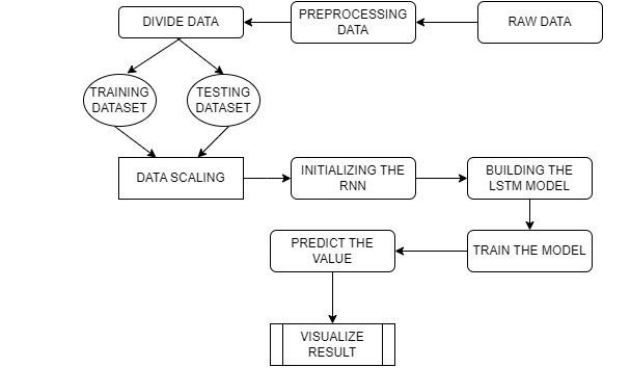 DIVIDE DATA
PREPROCESSING
DATA
RAW DATA
TRAINING
DATASET
TESTING
DATASET
DATA SCALING
INITIALIZING THE
RNN
BUILDING THE
LSTM MODEL
PREDICT THE
VALUE
TRAIN THE MODEL
VISUALIZE
RESULT